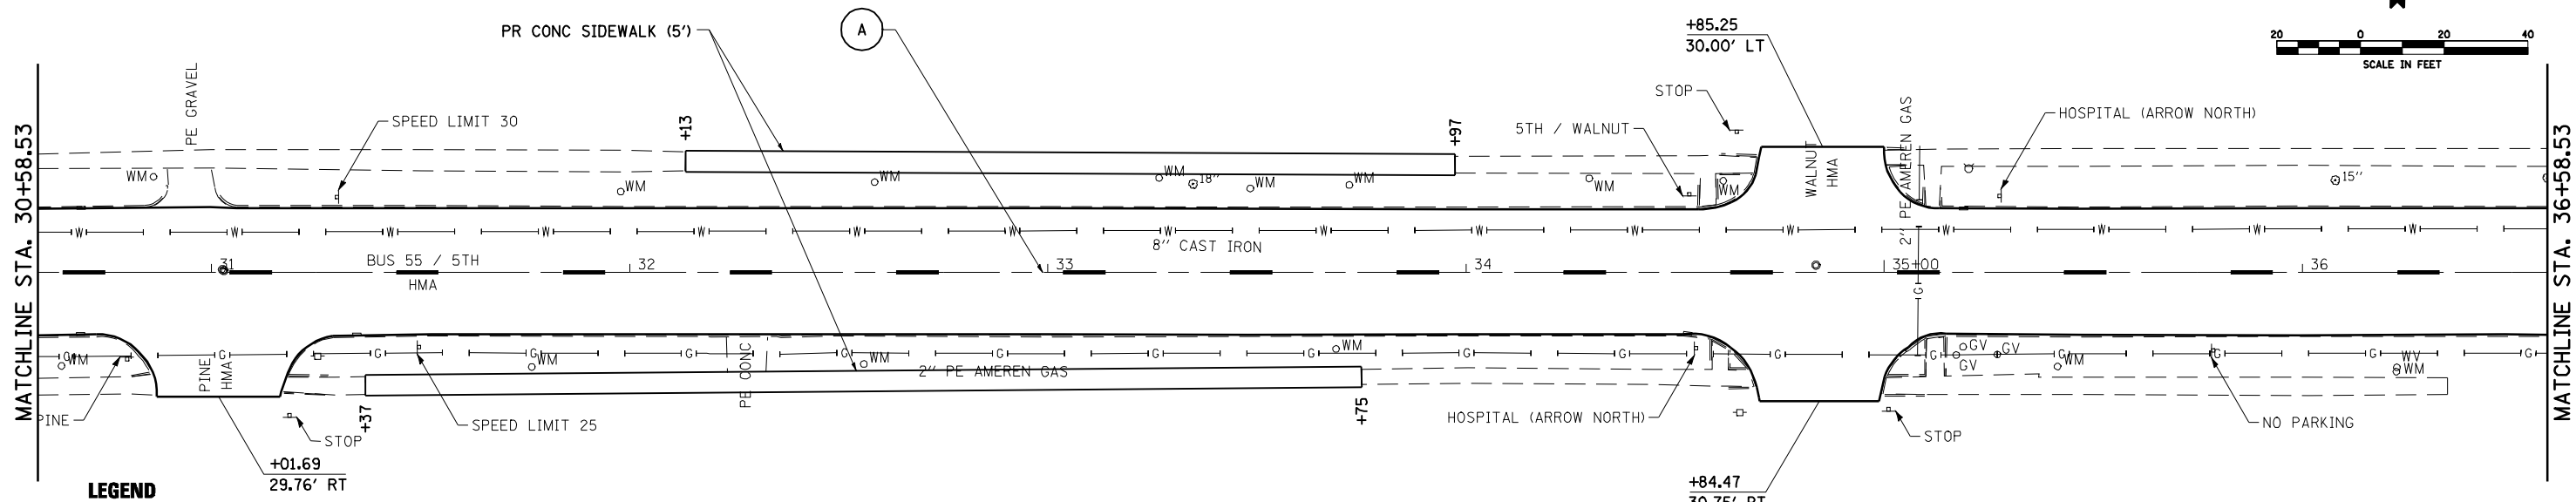 PR CONC SIDEWALK (5')
A
+85.25
30.00' LT
20 0 20 40
SCALE IN FEET
PE GRAVEL
SPEED LIMIT 30
+13
+97
STOP
5TH / WALNUT
2" PE AMEREN GAS
HOSPITAL (ARROW NORTH)
MATCHLINE STA. 30+58.53
MATCHLINE STA. 36+58.53
WM
WM
WM
WM
18"
WM
WM
WM
WM
WALNUT
HMA
15"
W W W W W W W W W W W W W W W W
8" CAST IRON
31
BUS 55 / 5TH
HMA
32
33
34
35+00
36
G
G G G G G G G G G G G G G G G
WM
WM
WM
WM
GV
GV
GV
WM
WV
WM
PINE
HMA
PE CONC
2" PE AMEREN GAS
PINE
STOP
+37
SPEED LIMIT 25
+75
HOSPITAL (ARROW NORTH)
STOP
NO PARKING
+01.69
29.76' RT
+84.47
LEGEND